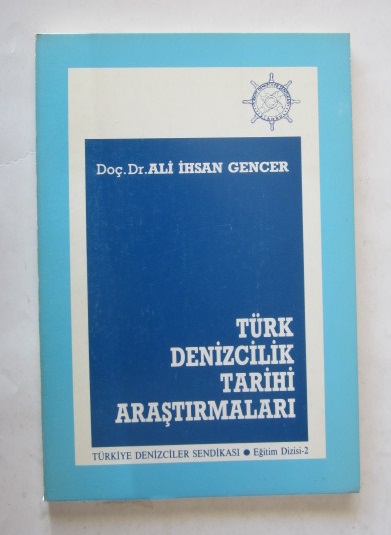 Doç. Dr. ALİ İHSAN GENCER
TÜRK
DENİZCİLİK
TARİHİ
ARAŞTIRMALARI
TÜRKİYE DENİZCİLER SENDİKASI ● Eğitim Dizisi-2